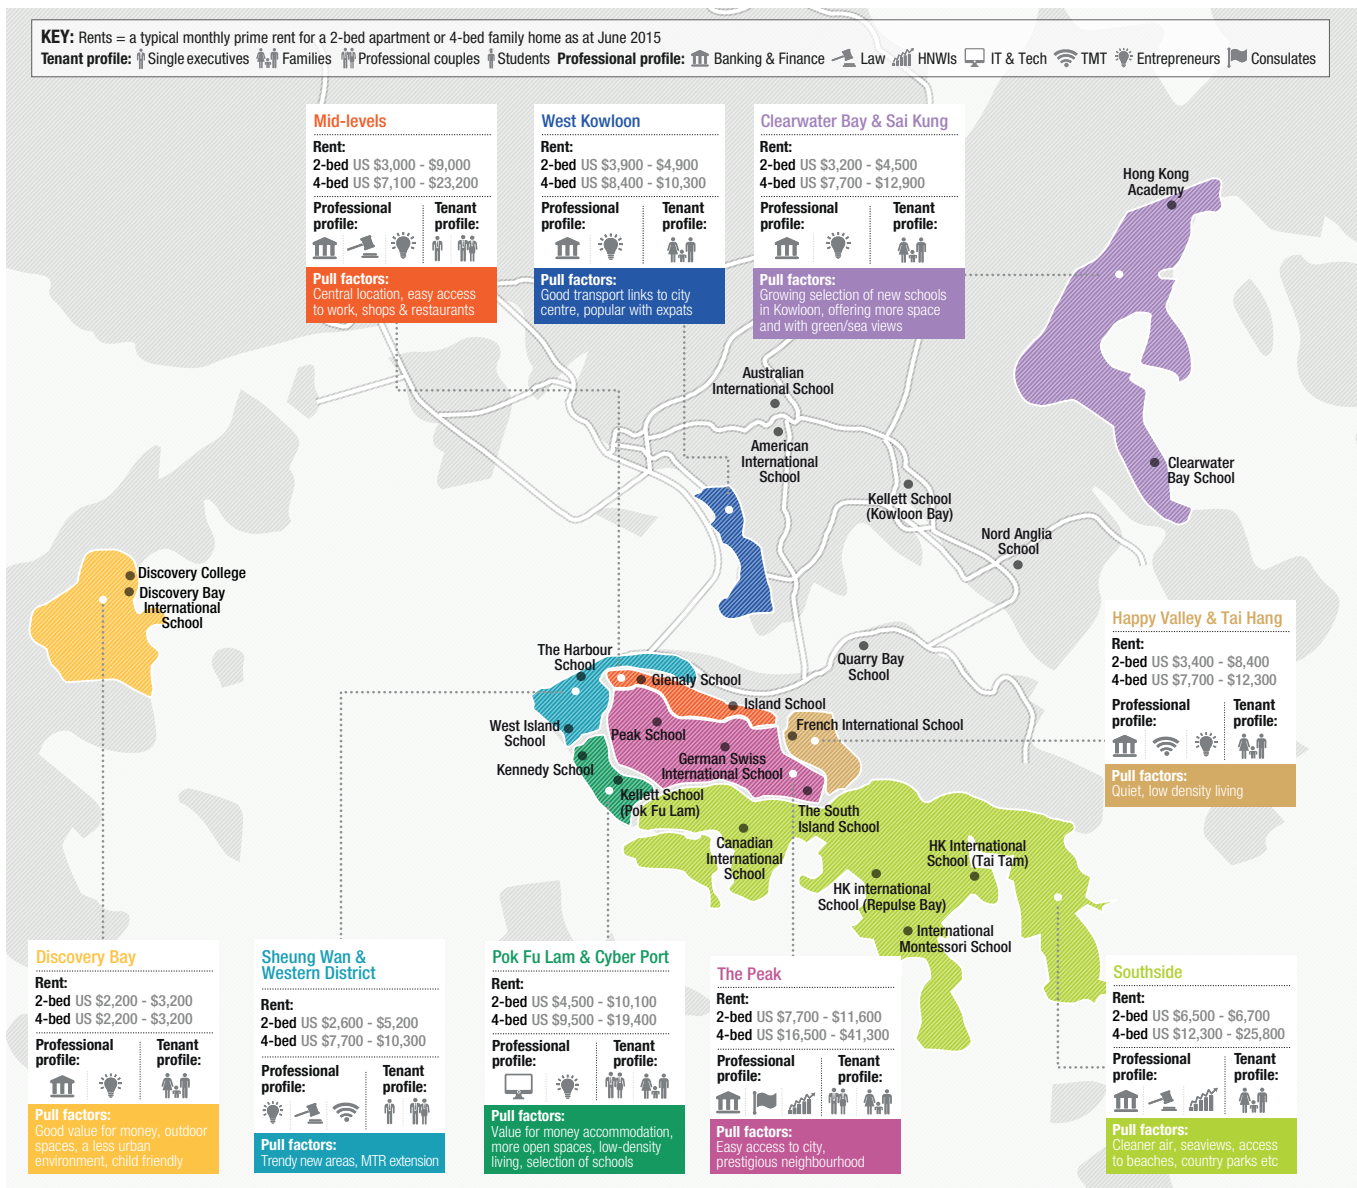 KEY: Rents = a typical monthly prime rent for a 2-bed apartment or 4-bed family home as at June 2015
Tenant profile: Single executives Families Professional couples Students Professional profile: Banking & Finance Law HNWIs IT & Tech TMT Entrepreneurs Consulates
Mid-levels
Rent:
2-bed US $3,000 - $9,000
4-bed US $7,100 - $23,200
Professional
profile:
Tenant
profile:
Pull factors:
Central location, easy access
to work, shops & restaurants
West Kowloon
Rent:
2-bed US $3,900 - $4,900
4-bed US $8,400 - $10,300
Professional
profile:
Tenant
profile:
Pull factors:
Good transport links to city
centre, popular with expats
Clearwater Bay & Sai Kung
Rent:
2-bed US $3,200 - $4,500
4-bed US $7,700 - $12,900
Professional
profile:
Tenant
profile:
Pull factors:
Growing selection of new schools
in Kowloon, offering more space
and with green/sea views
Hong Kong
Academy
Australian
International School
American
International
School
Clearwater
Bay School
Kellett School
(Kowloon Bay)
Nord Anglia
School
Discovery College
Discovery Bay
International
School
Happy Valley & Tai Hang
Rent:
2-bed US $3,400 - $8,400
4-bed US $7,700 - $12,300
Professional
profile:
Tenant
profile:
Pull factors:
Quiet, low density living
The Harbour
School
Quarry Bay
School
Glenaly School
Island School
West Island
School
Peak School
French International School
Kennedy School
German Swiss
International School
Kellett School
(Pok Fu Lam)
The South
Island School
Canadian
International
School
HK International
School (Tai Tam)
HK international
School (Repulse Bay)
International
Montessori School
Discovery Bay
Rent:
2-bed US $2,200 - $3,200
4-bed US $2,200 - $3,200
Professional
profile:
Tenant
profile:
Pull factors:
Good value for money, outdoor
spaces, a less urban
environment, child friendly
Sheung Wan &
Western District
Rent:
2-bed US $2,600 - $5,200
4-bed US $7,700 - $10,300
Professional
profile:
Tenant
profile:
Pull factors:
Trendy new areas, MTR extension
Pok Fu Lam & Cyber Port
Rent:
2-bed US $4,500 - $10,100
4-bed US $9,500 - $19,400
Professional
profile:
Tenant
profile:
Pull factors:
Value for money accommodation,
more open spaces, low-density
living, selection of schools
The Peak
Rent:
2-bed US $7,700 - $11,600
4-bed US $16,500 - $41,300
Professional
profile:
Tenant
profile:
Pull factors:
Easy access to city,
prestigious neighbourhood
Southside
Rent:
2-bed US $6,500 - $6,700
4-bed US $12,300 - $25,800
Professional
profile:
Tenant
profile:
Pull factors:
Cleaner air, seaviews, access
to beaches, country parks etc